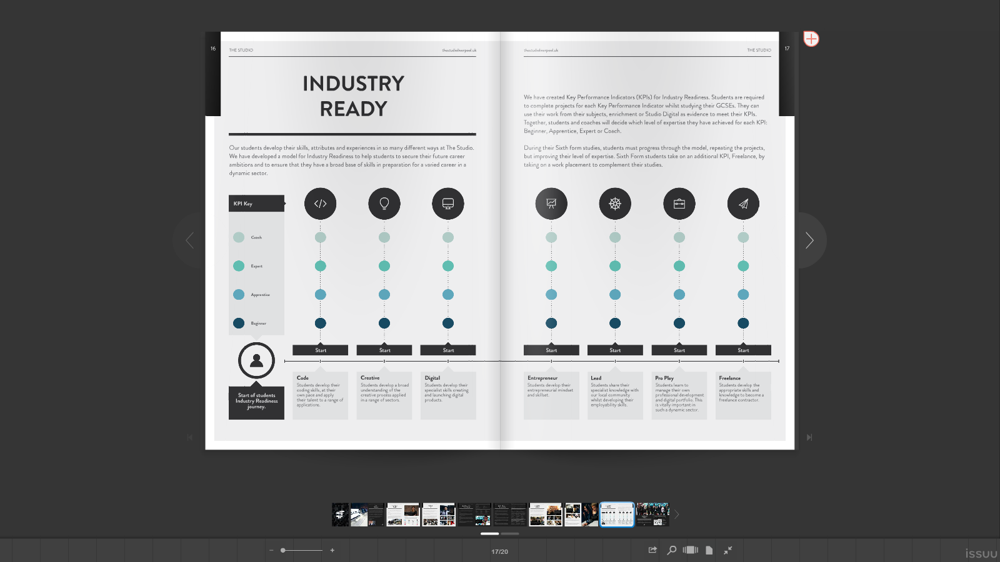 16
THE STUDIO
thestudioliverpool.uk
INDUSTRY
READY
Our students develop their skills, attributes and experiences in so many different ways at The Studio.
We have developed a model for Industry Readiness to help students to secure their future career
ambitions and to ensure that they have a broad base of skills in preparation for a varied career in a
dynamic sector.
KPI Key
Coach
Expert
Apprentice
Beginner
Start of students
Industry Readiness
journey.
Start
Start
Start
Code
Students develop their
coding skills, at their
own pace and apply
their talent to a range of
applications.
Creative
Students develop a broad
understanding of the
creative process applied
in a range of sectors.
Digital
Students develop their
specialist skills creating
and launching digital
products.
thestudioliverpool.uk
THE STUDIO
17
We have created Key Performance Indicators (KPIs) for Industry Readiness. Students are required
to complete projects for each Key Performance Indicator whilst studying their GCSEs. They can
use their work from their subjects, enrichment or Studio Digital as evidence to meet their KPIs.
Together, students and coaches will decide which level of expertise they have achieved for each KPI:
Beginner, Apprentice, Expert or Coach.
During their Sixth form studies, students must progress through the model, repeating the projects,
but improving their level of expertise. Sixth Form students take on an additional KPI, Freelance, by
taking on a work placement to complement their studies.
Start
Start
Start
Start
Entrepreneur
Students develop their
entrepreneurial mindset
and skillset.
Lead
Students share their
specialist knowledge with
our local community
whilst developing their
employability skills.
Pro Play
Students learn to
manage their own
professional development
and digital portfolio. This
is vitally important in
such a dynamic sector.
Freelance
Students develop the
appropriate skills and
knowledge to become a
freelance contractor.
17/20
issuu